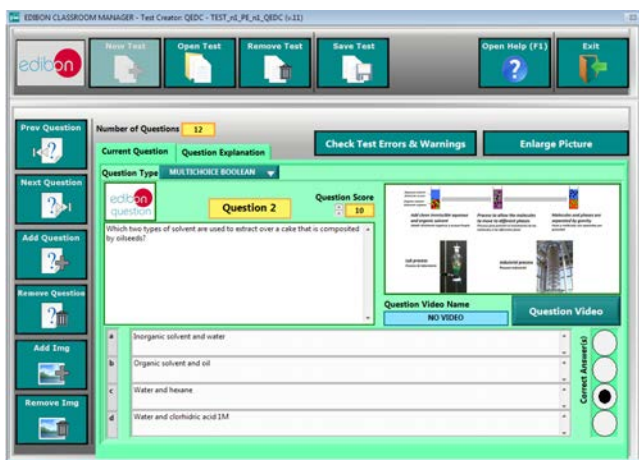 EDIBON CLASSROOM MANAGER - Test Creator: QEDC - TEST_n1_PE_n1_QEDC (v.11)
edibon
New Test
Open Test
Remove Test
Save Test
Open Help (F1)
Exit
Prev Question
Next Question
Add Question
Remove Question
Add Img
Remove Img
Number of Questions 12
Check Test Errors & Warnings
Enlarge Picture
Current Question
Question Explanation
Question Type MULTICHOICE BOOLEAN
edibon
question
Question 2
Question Score
10
Which two types of solvent are used to extract over a cake that is composited
by oilseeds?
Lab process
Industrial process
Question Video Name
NO VIDEO
Question Video
a Inorganic solvent and water
b Organic solvent and oil
c Water and hexane
d Water and clorhidric acid 1M
Correct Answer(s)